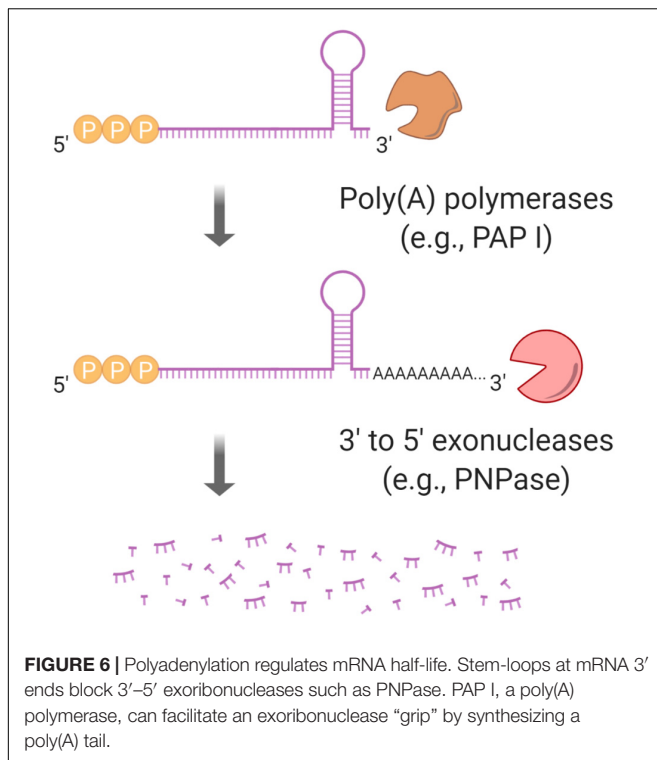 P P P
5' 3'
Poly(A) polymerases
(e.g., PAP I)
P P P
5' AAAAAAAAA... 3'
3' to 5' exonucleases
(e.g., PNPase)
FIGURE 6 | Polyadenylation regulates mRNA half-life. Stem-loops at mRNA 3′
ends block 3′–5′ exoribonucleases such as PNPase. PAP I, a poly(A)
polymerase, can facilitate an exoribonuclease “grip” by synthesizing a
poly(A) tail.